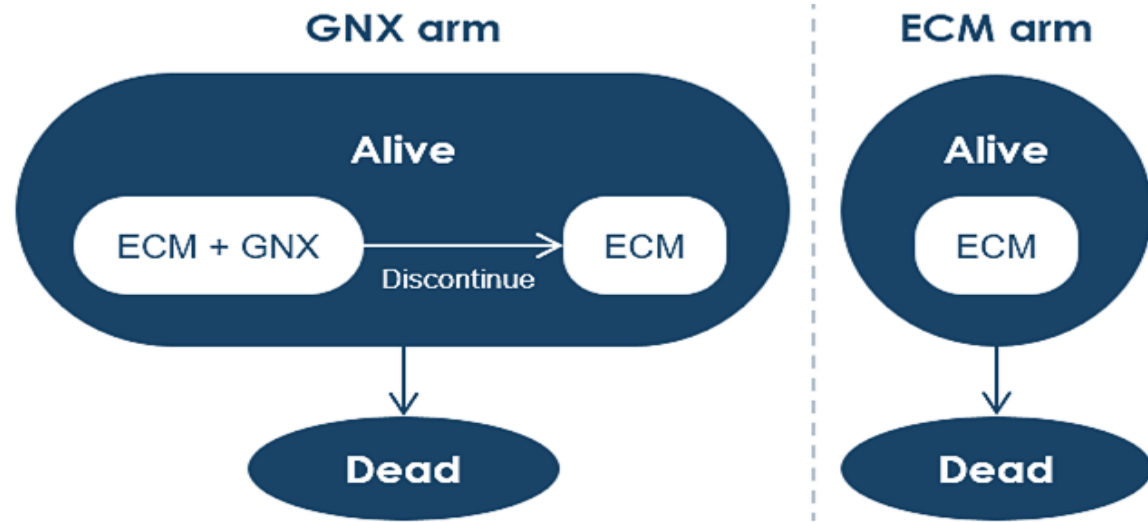 GNX arm
Alive
ECM + GNX
Discontinue
ECM
Dead
ECM arm
Alive
ECM
Dead